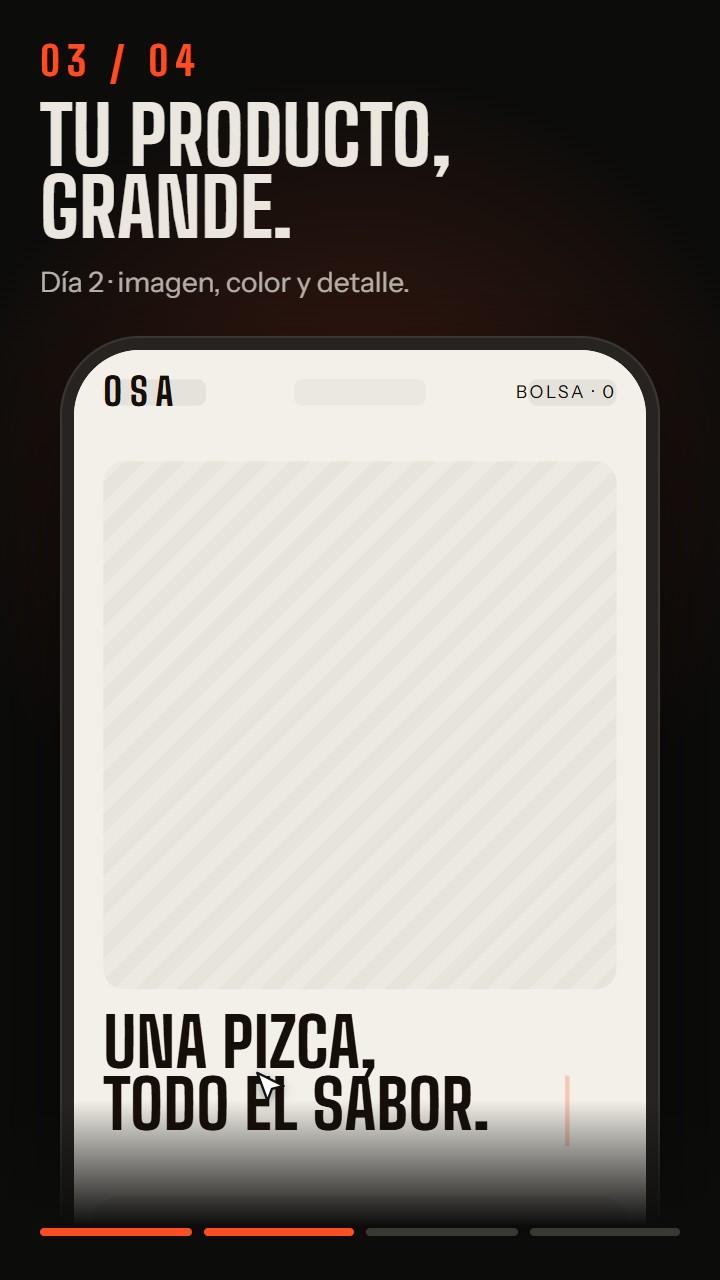 03 / 04
TU PRODUCTO,
GRANDE.
Día 2 · imagen, color y detalle.
OSA
BOLSA · 0
UNA PIZCA,
TODO EL SABOR.